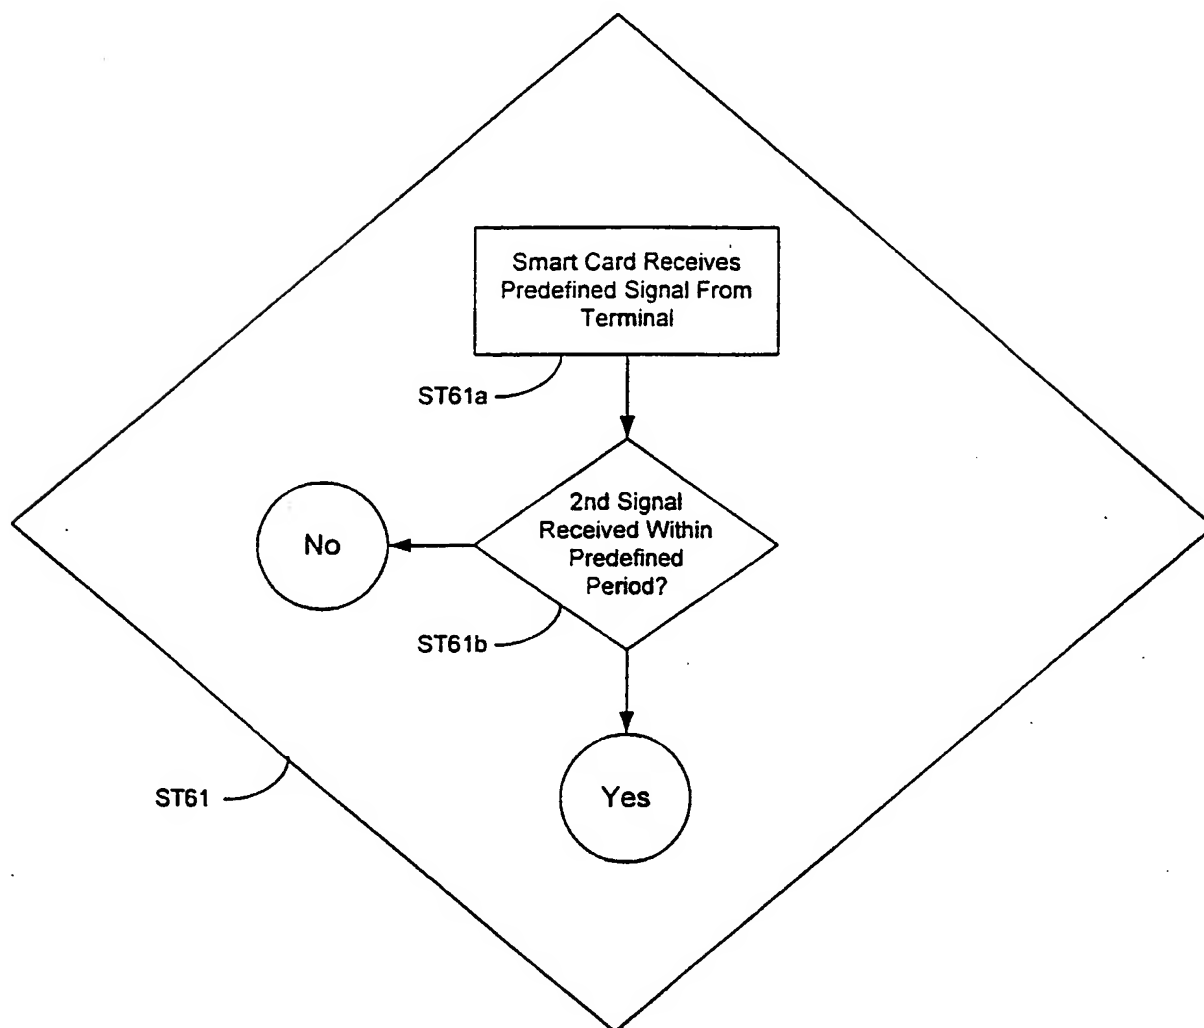 Smart Card Receives
Predefined Signal From
Terminal
ST61a
2nd Signal
Received Within
Predefined
Period?
No
ST61b
Yes
ST61